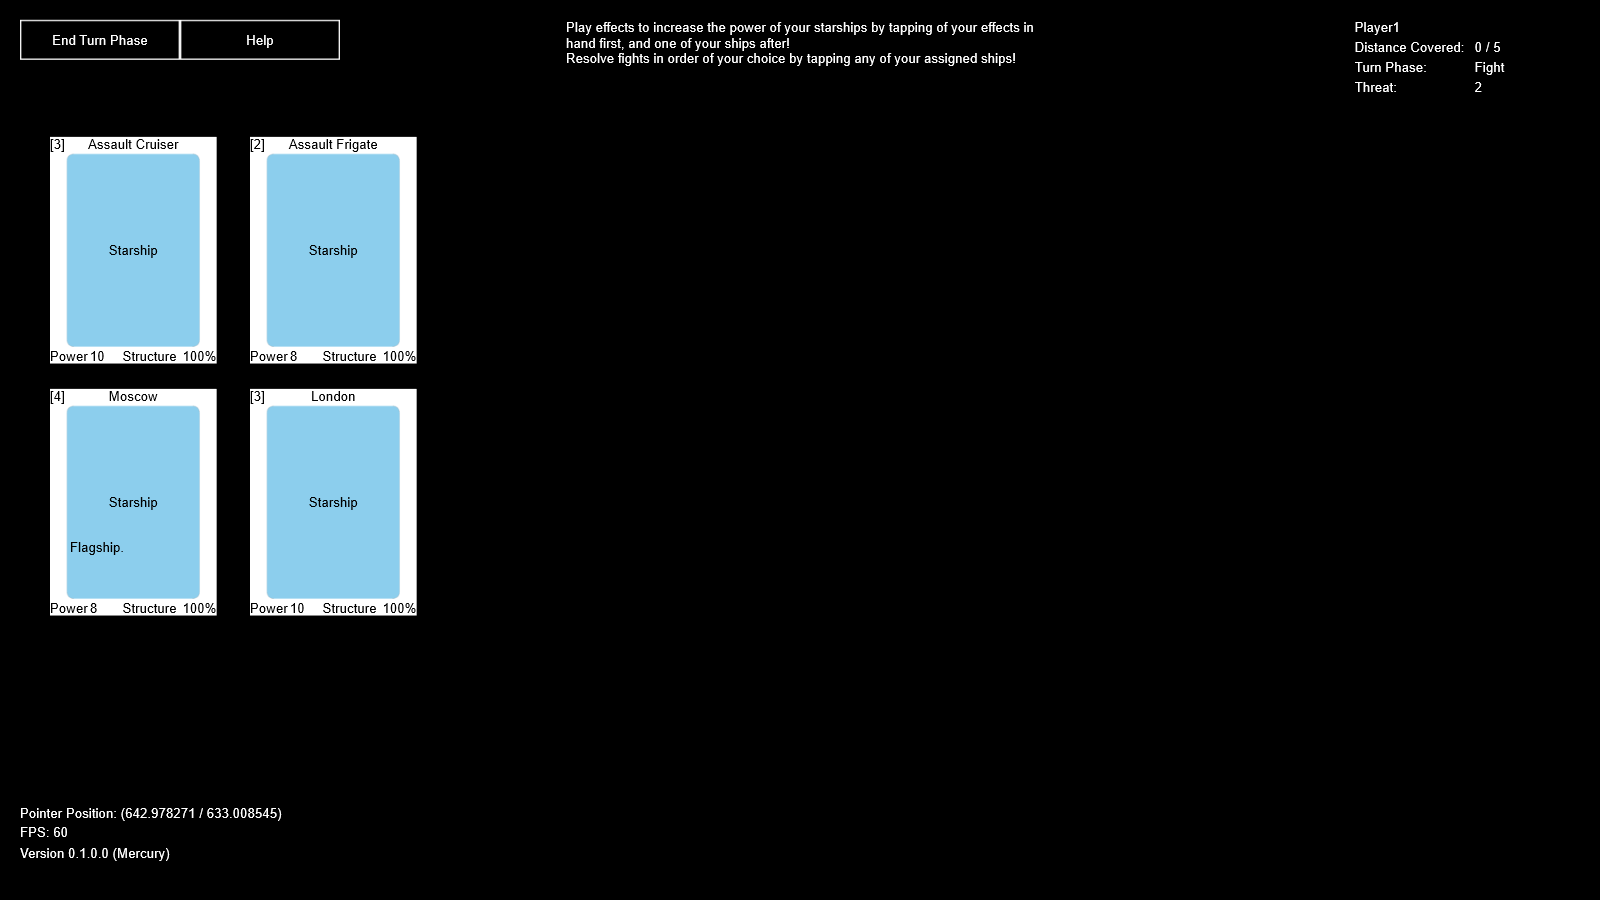 End Turn Phase
Help
Play effects to increase the power of your starships by tapping of your effects in
hand first, and one of your ships after!
Resolve fights in order of your choice by tapping any of your assigned ships!
Player1
Distance Covered: 0 / 5
Turn Phase: Fight
Threat: 2
[3] Assault Cruiser
Starship
Power 10 Structure 100%
[2] Assault Frigate
Starship
Power 8 Structure 100%
[4] Moscow
Starship
Flagship.
Power 8 Structure 100%
[3] London
Starship
Power 10 Structure 100%
Pointer Position: (642.978271 / 633.008545)
FPS: 60
Version 0.1.0.0 (Mercury)